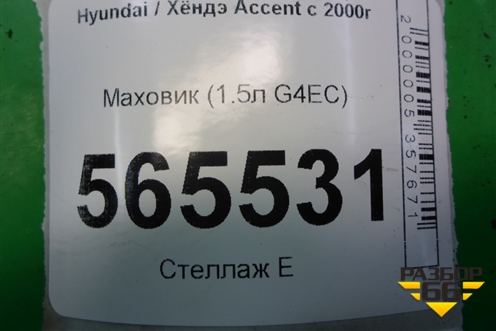 Hyundai / Хёндэ Accent с 2000г
Маховик (1.5л G4EC)
565531
Стеллаж Е
2000005357671
РАЗБОР
66